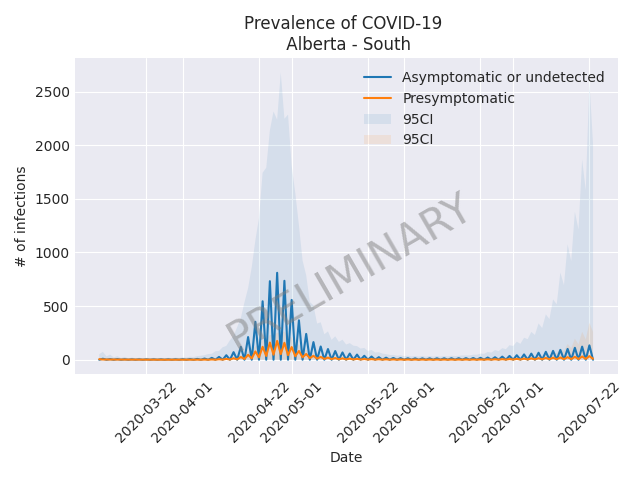 Prevalence of COVID-19
Alberta - South
Asymptomatic or undetected
Presymptomatic
95CI
95CI
# of infections
2500
2000
1500
1000
500
0
PRELIMINARY
2020-03-22
2020-04-01
2020-04-22
2020-05-01
2020-05-22
2020-06-01
2020-06-22
2020-07-01
2020-07-22
Date